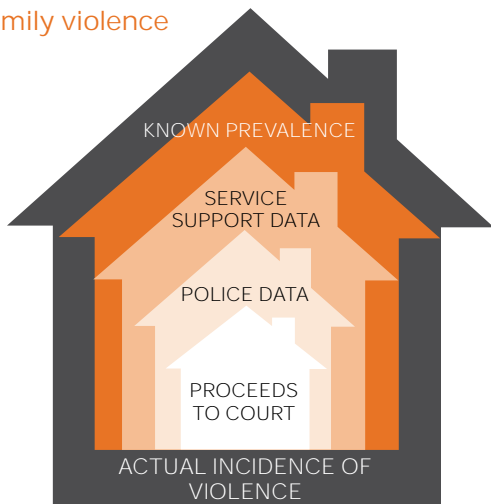 mily violence
KNOWN PREVALENCE
SERVICE
SUPPORT DATA
POLICE DATA
PROCEEDS
TO COURT
ACTUAL INCIDENCE OF
VIOLENCE